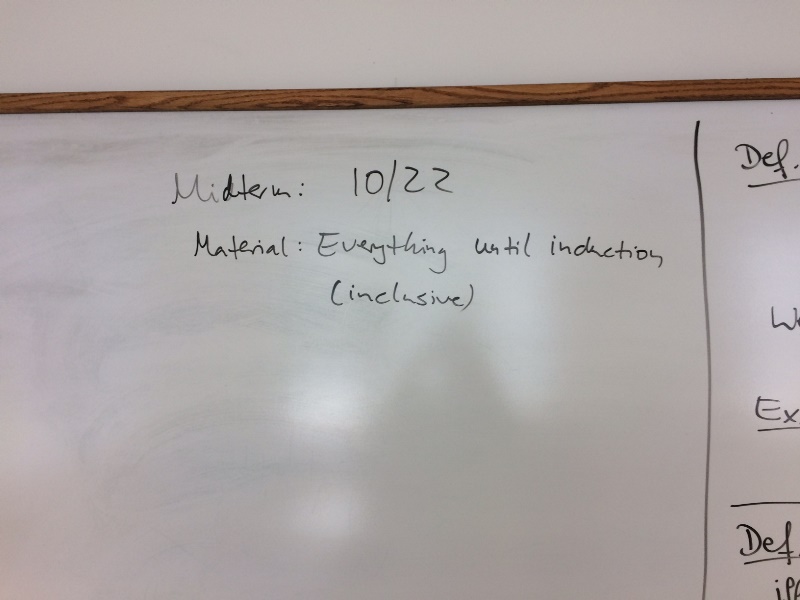 Midterm: 10/22
Material: Everything until induction
(inclusive)
Def.
Ex
Def.